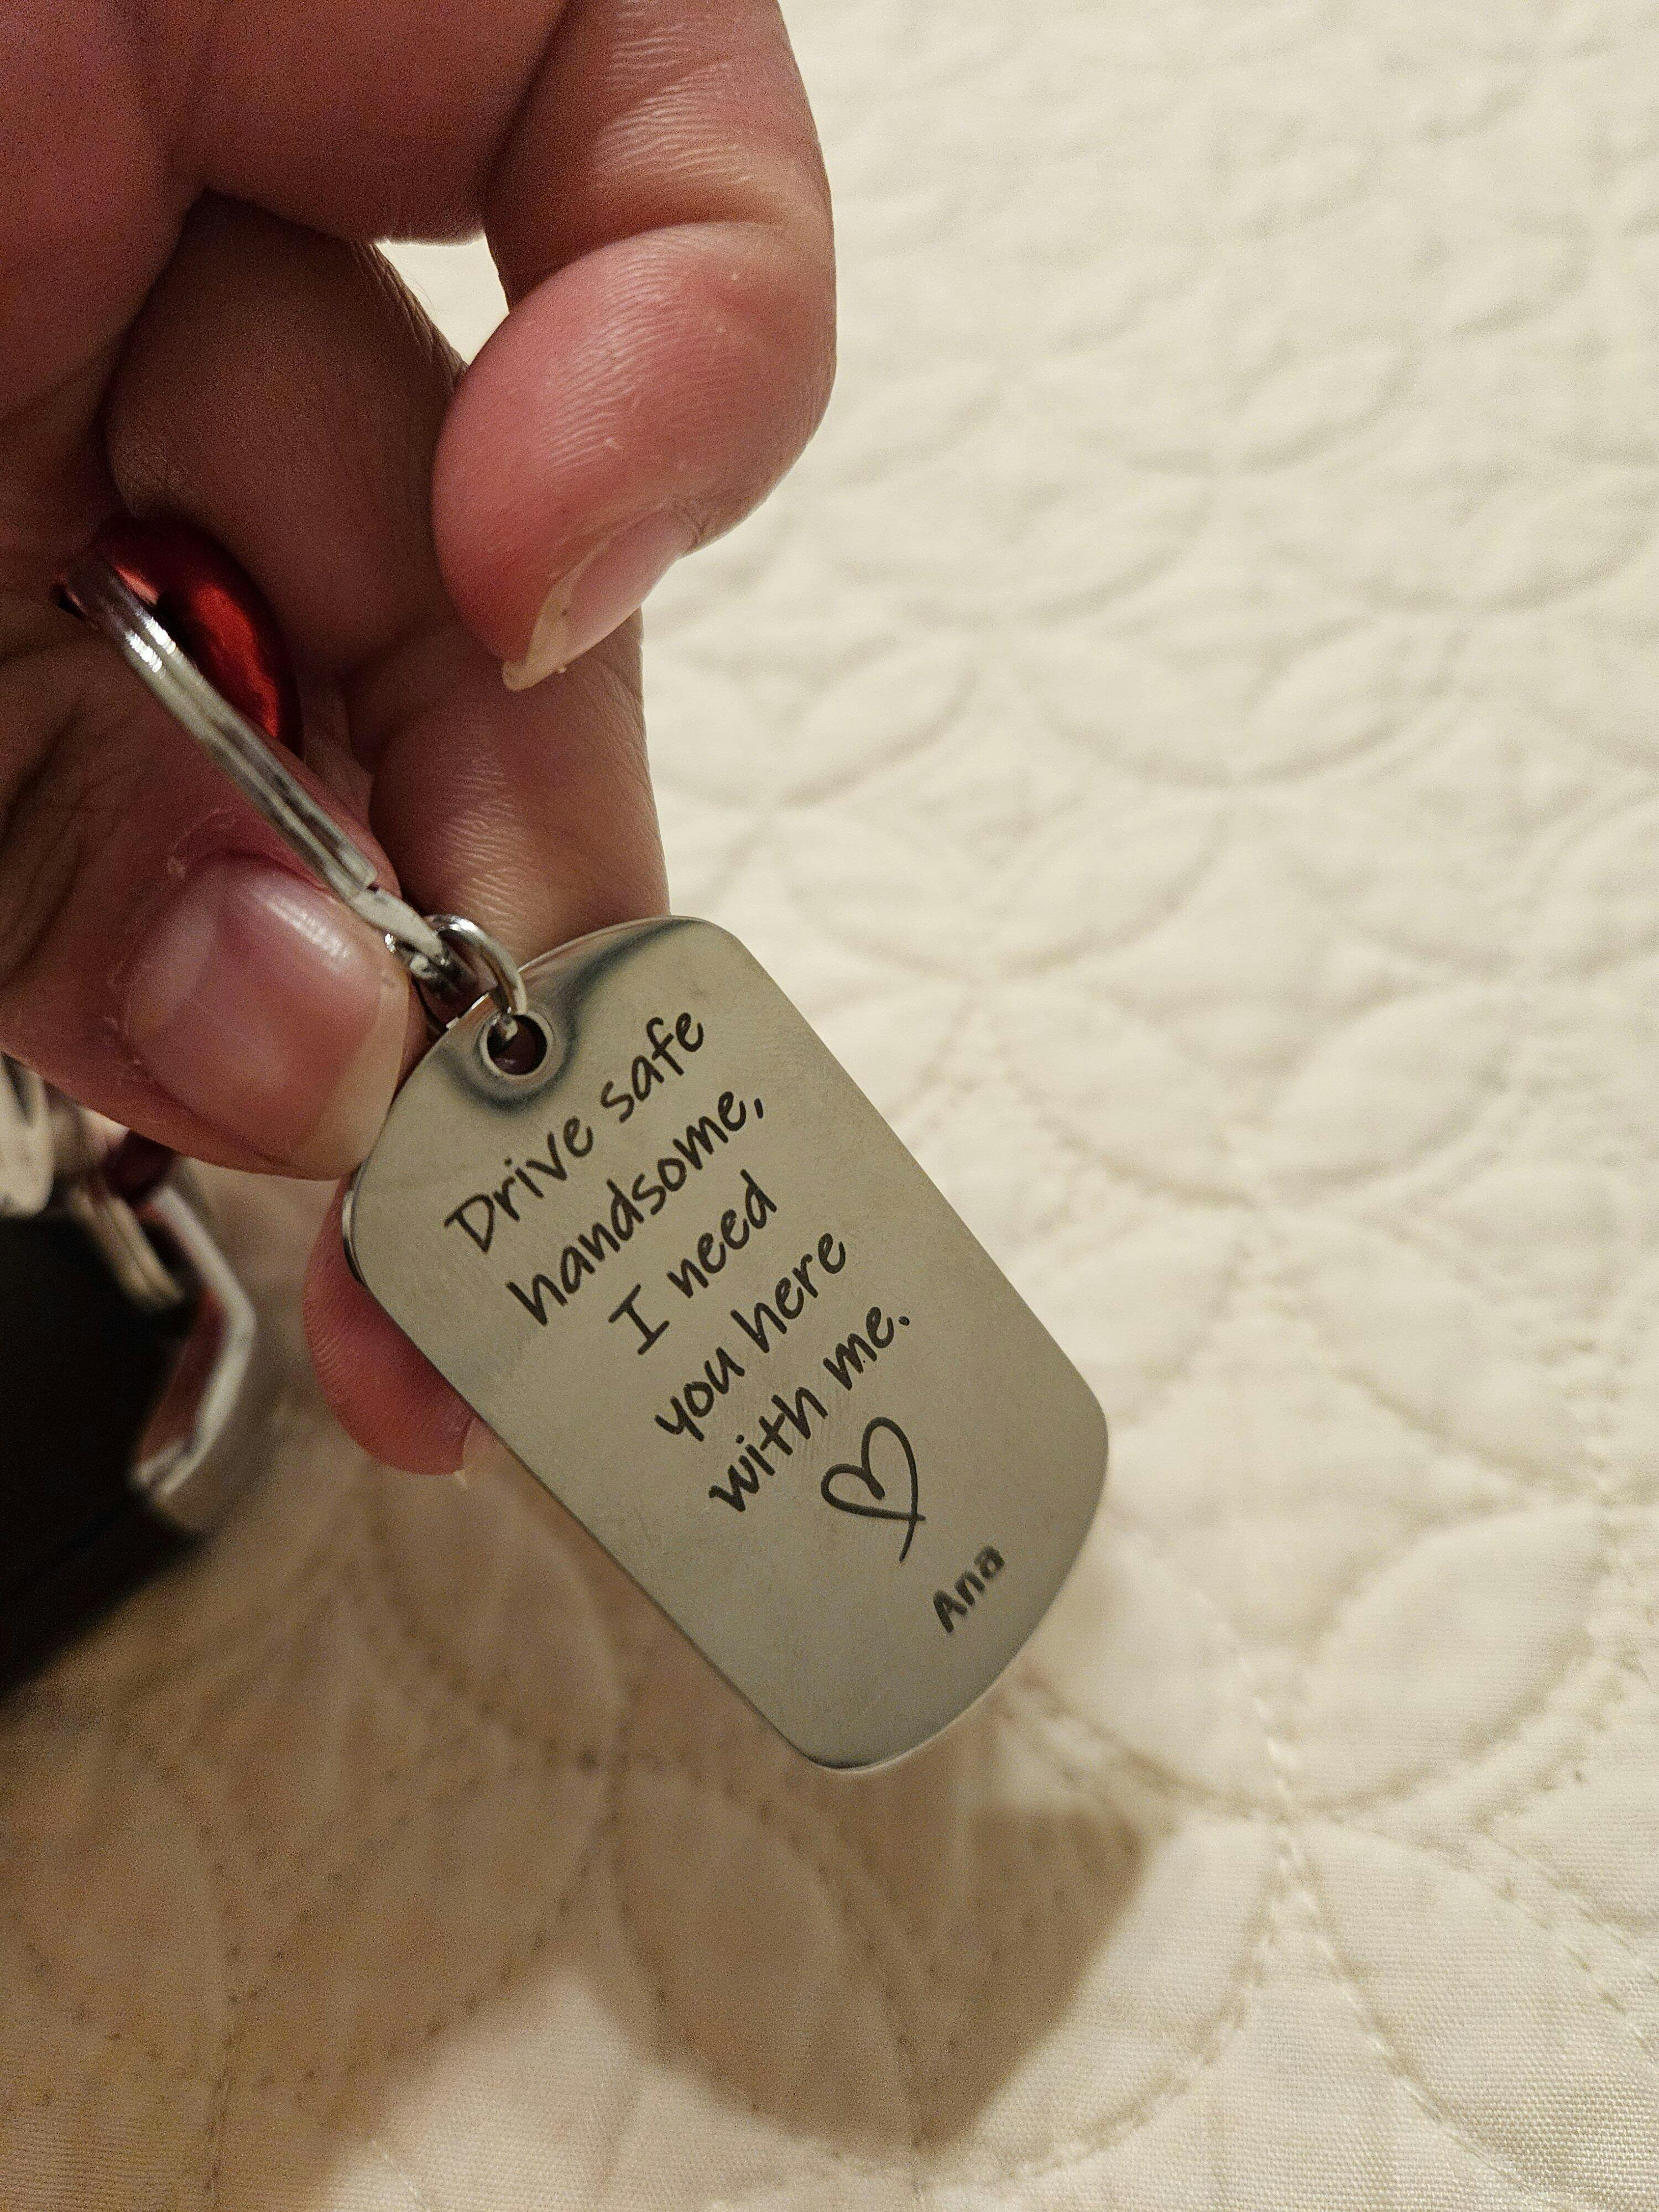 Drive safe
handsome,
I need
you here
with me.
Ana